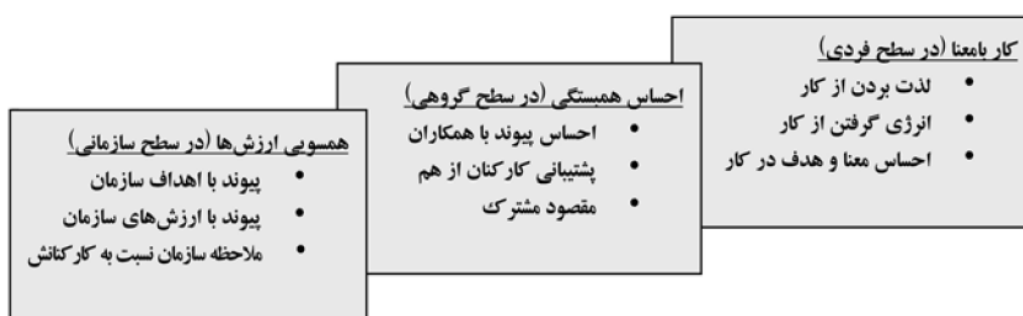 کار بامعنا (در سطح فردی)
• لذت بردن از کار
• انرژی گرفتن از کار
• احساس معنا و هدف در کار
احساس همبستگی (در سطح گروهی)
• احساس پیوند با همکاران
• پشتیبانی کارکنان از هم
• مقصود مشترک
همسویی ارزش‌ها (در سطح سازمانی)
• پیوند با اهداف سازمان
• پیوند با ارزش‌های سازمان
• ملاحظه سازمان نسبت به کارکنانش